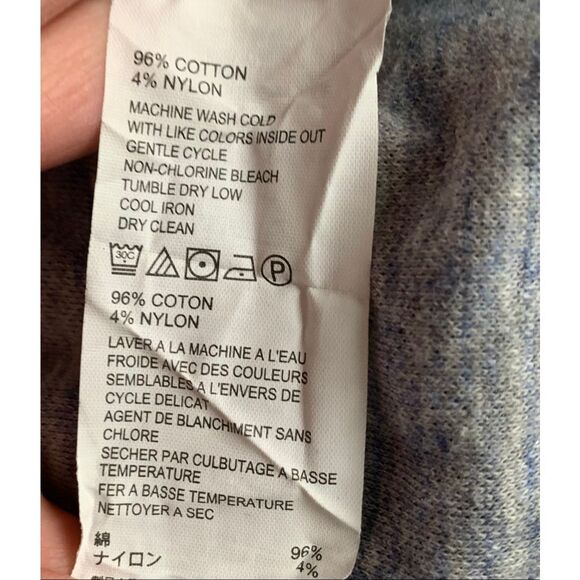 96% COTTON
4% NYLON
MACHINE WASH COLD
WITH LIKE COLORS INSIDE OUT
GENTLE CYCLE
NON-CHLORINE BLEACH
TUMBLE DRY LOW
COOL IRON
DRY CLEAN
30C P
96% COTON
4% NYLON
LAVER A LA MACHINE A L'EAU
FROIDE AVEC DES COULEURS
SEMBLABLES A L'ENVERS DE
CYCLE DELICAT
AGENT DE BLANCHIMENT SANS
CHLORE
SECHER PAR CULBUTAGE A BASSE
TEMPERATURE
FER A BASSE TEMPERATURE
NETTOYER A SEC
綿 96%
ナイロン 4%